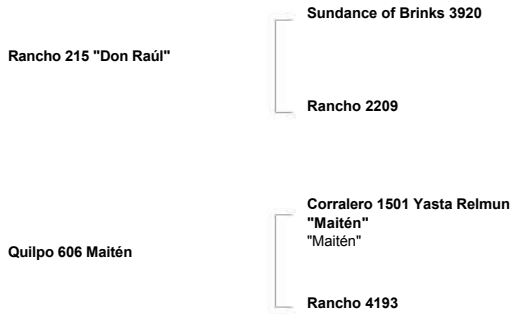 Sundance of Brinks 3920
Rancho 215 "Don Raúl"
Rancho 2209
Corralero 1501 Yasta Relmun
"Maitén"
"Maitén"
Quilpo 606 Maitén
Rancho 4193